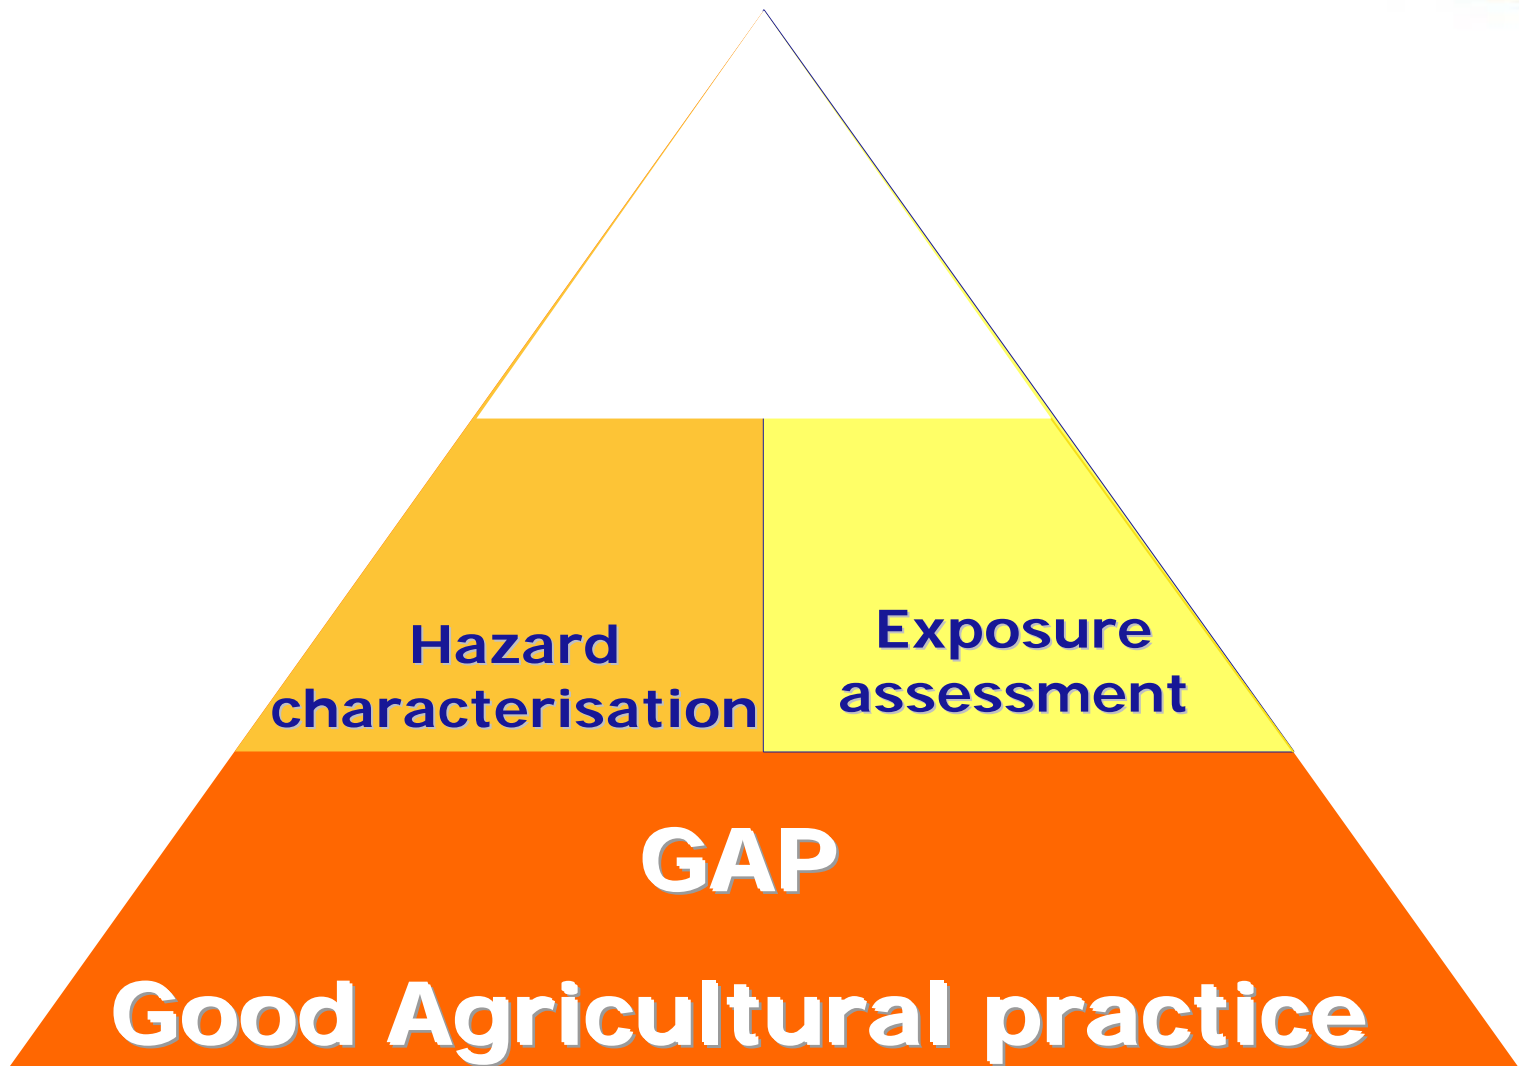 Hazard
characterisation
Exposure
assessment
GAP
Good Agricultural practice